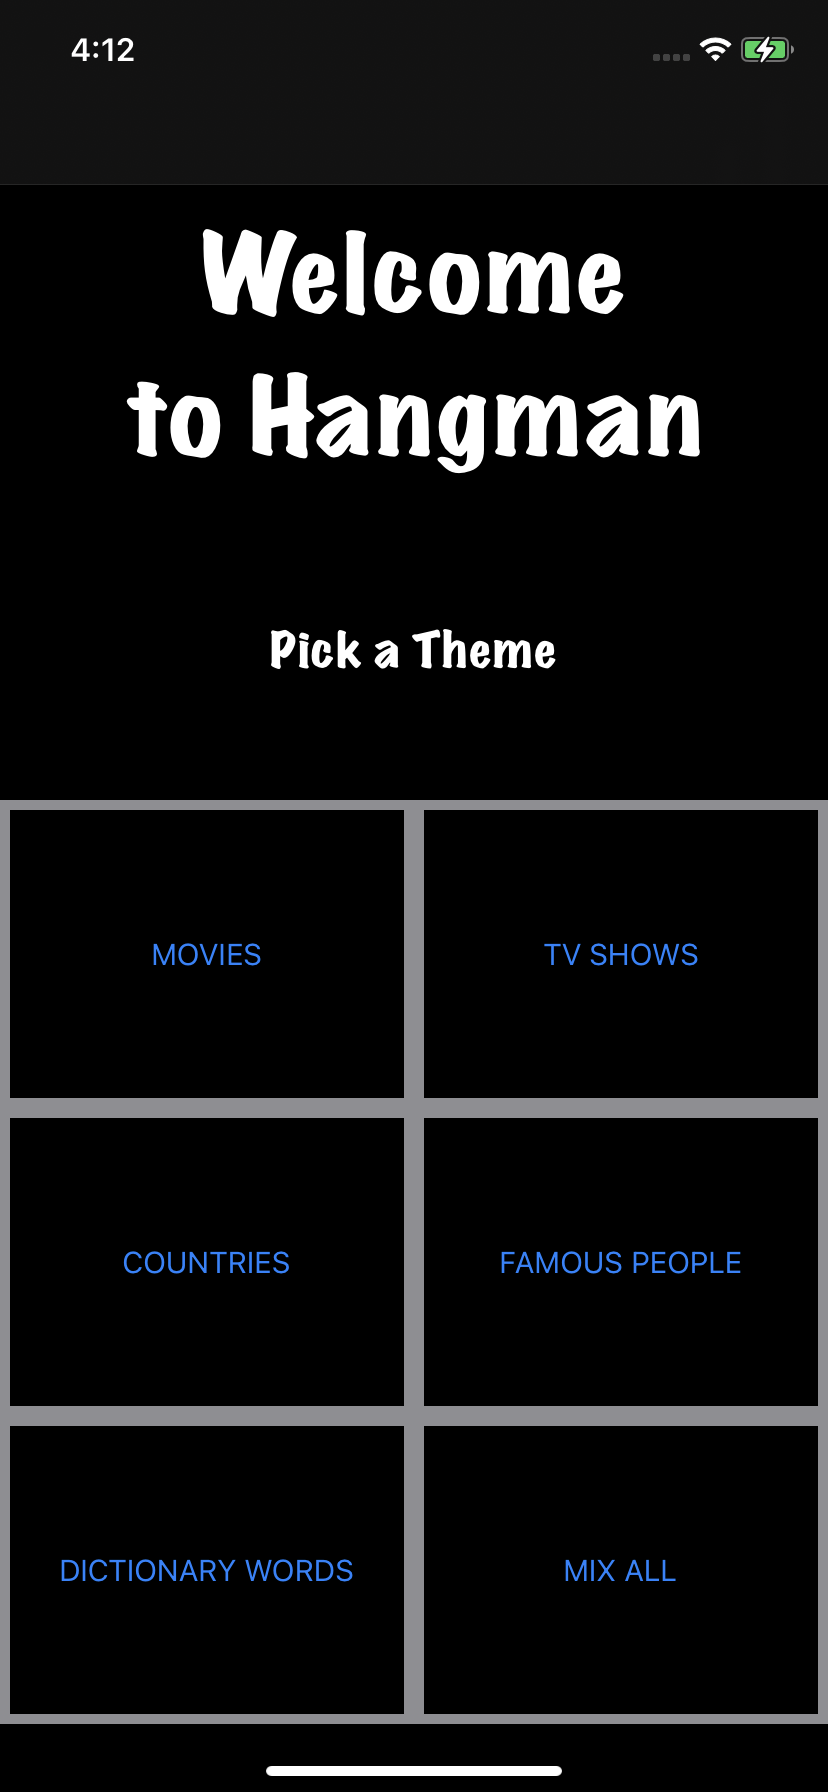 4:12
Welcome
to Hangman
Pick a Theme
MOVIES
TV SHOWS
COUNTRIES
FAMOUS PEOPLE
DICTIONARY WORDS
MIX ALL